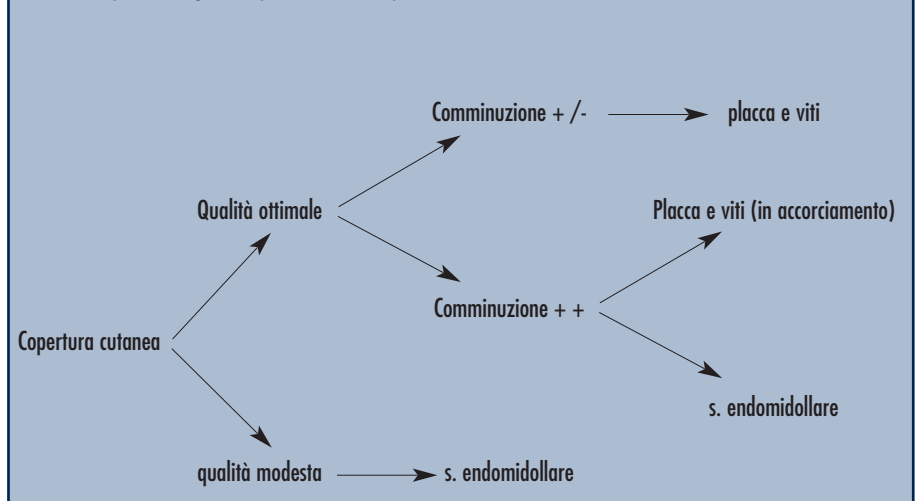 Comminuzione + /-
placca e viti
Qualità ottimale
Placca e viti (in accorciamento)
Comminuzione + +
Copertura cutanea
s. endomidollare
qualità modesta
s. endomidollare